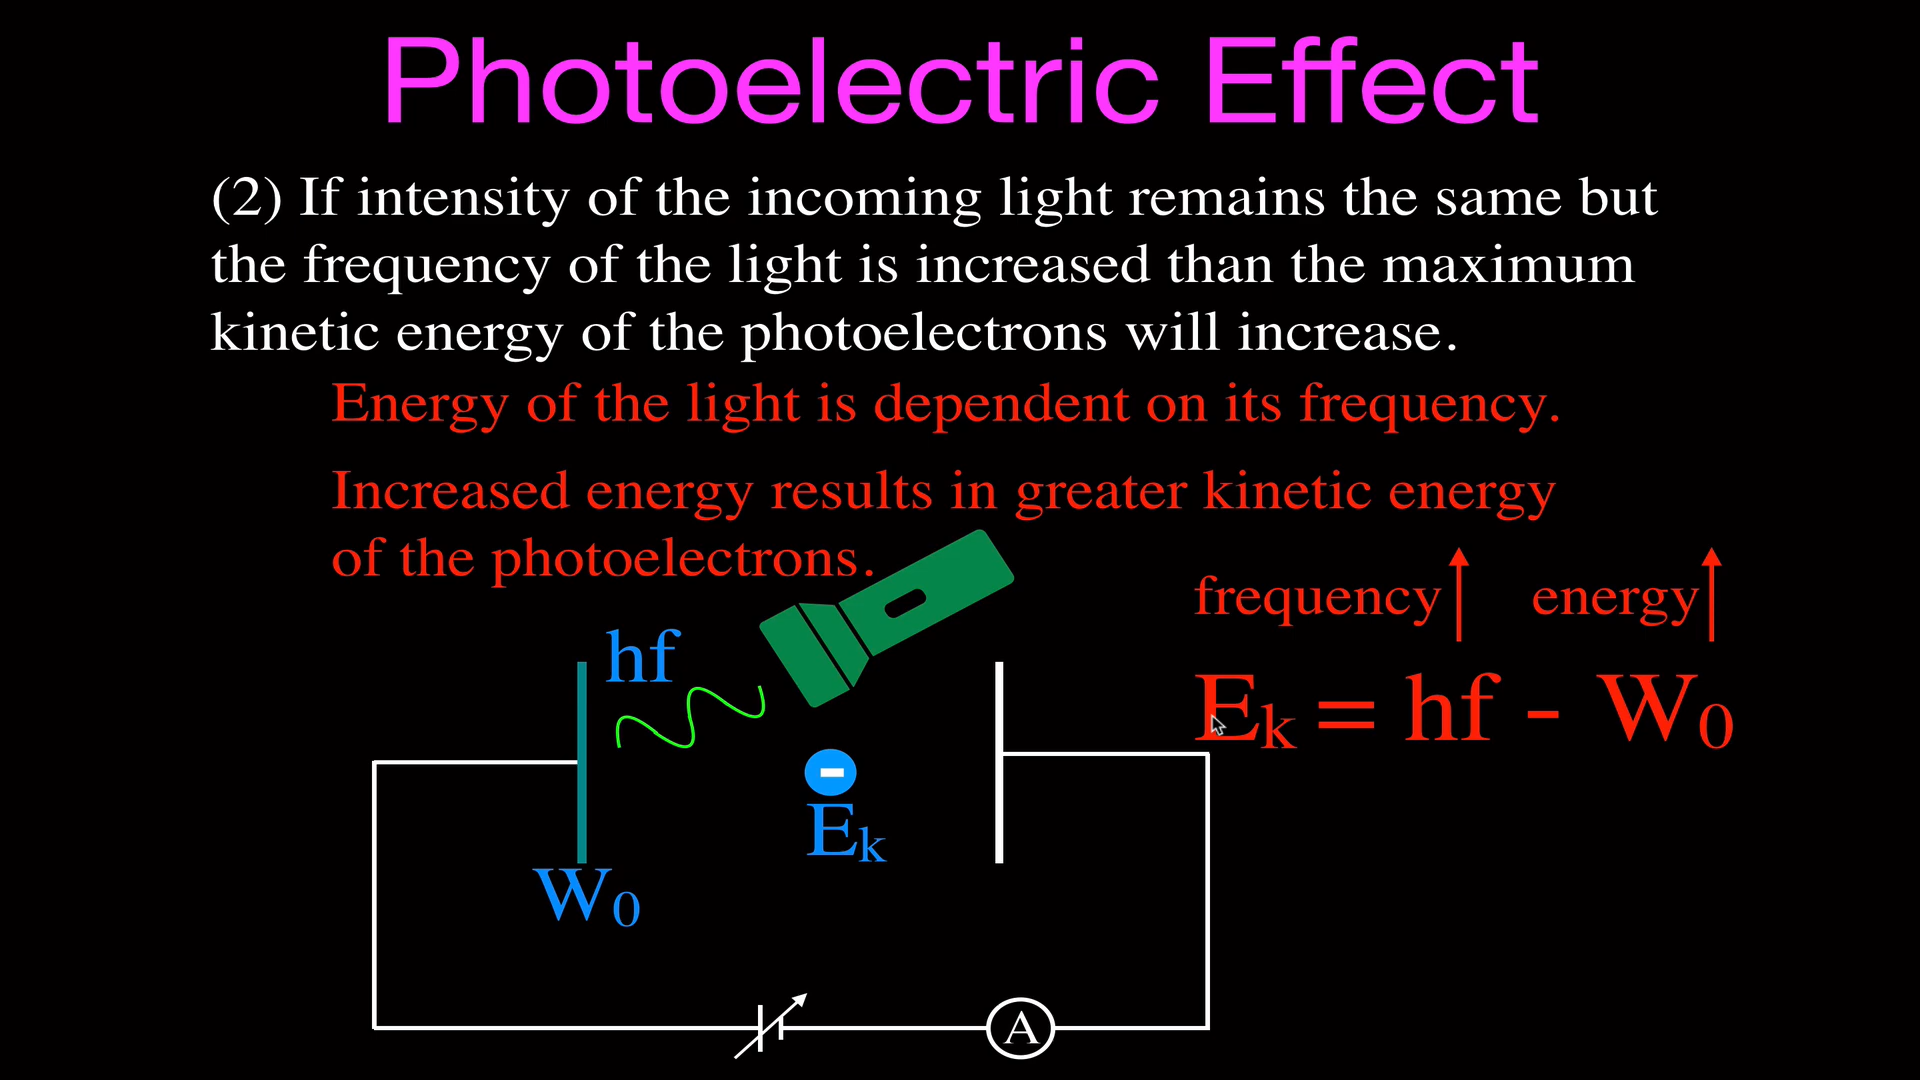 Photoelectric Effect
(2) If intensity of the incoming light remains the same but
the frequency of the light is increased than the maximum
kinetic energy of the photoelectrons will increase.
Energy of the light is dependent on its frequency.
Increased energy results in greater kinetic energy
of the photoelectrons.
frequency energy
hf
Ek = hf - W0
Ek
W0
A